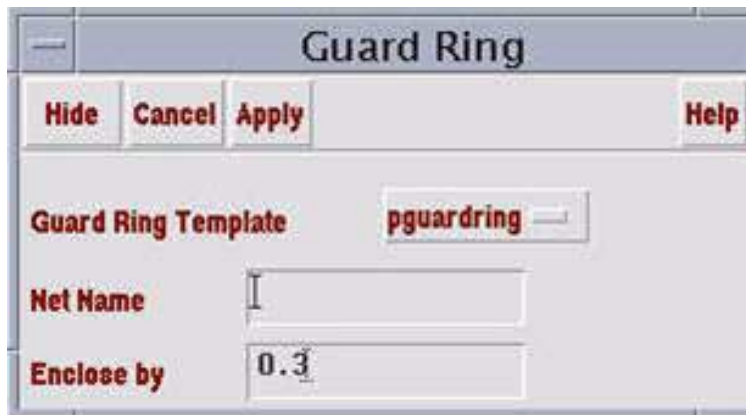 Guard Ring
Hide Cancel Apply Help
Guard Ring Template pguardring
Net Name
Enclose by 0.3